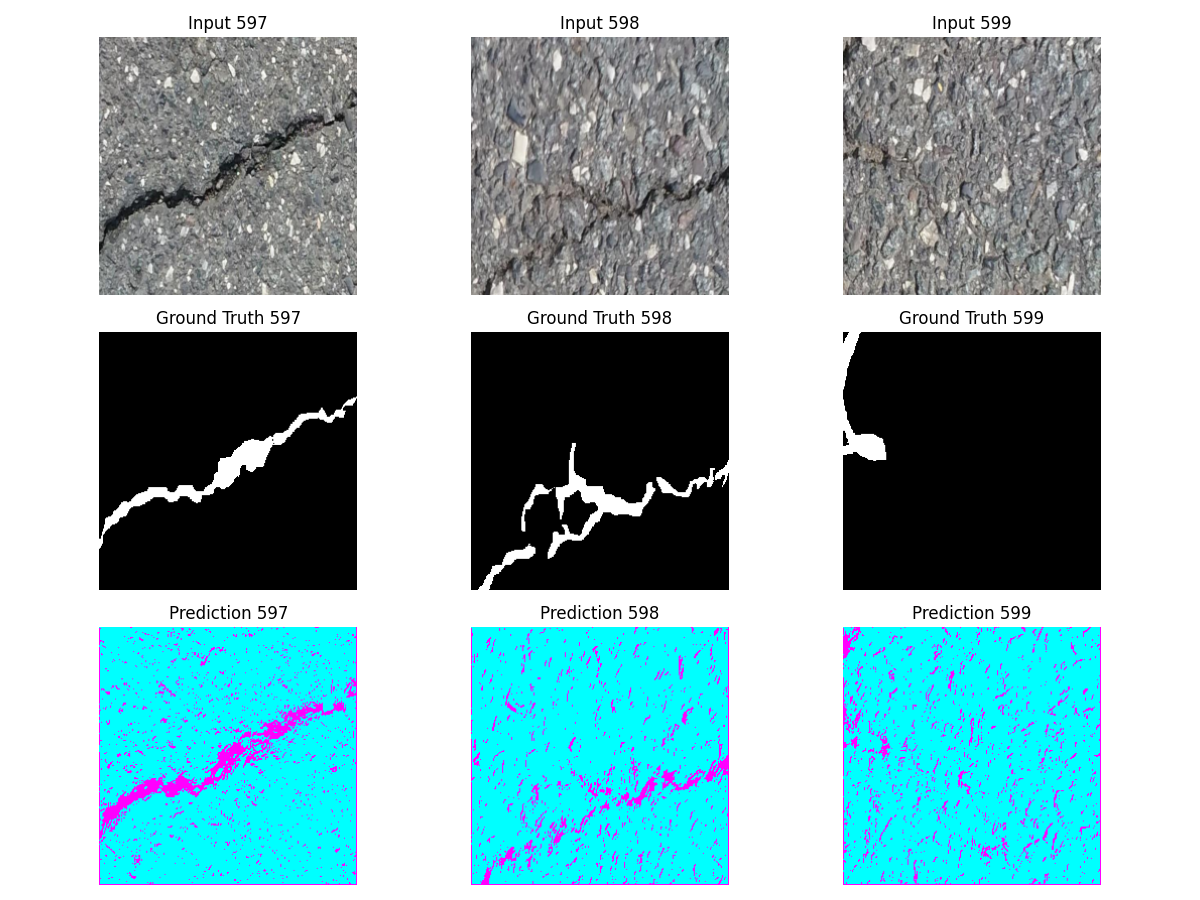 Input 597
Input 598
Input 599
Ground Truth 597
Ground Truth 598
Ground Truth 599
Prediction 597
Prediction 598
Prediction 599